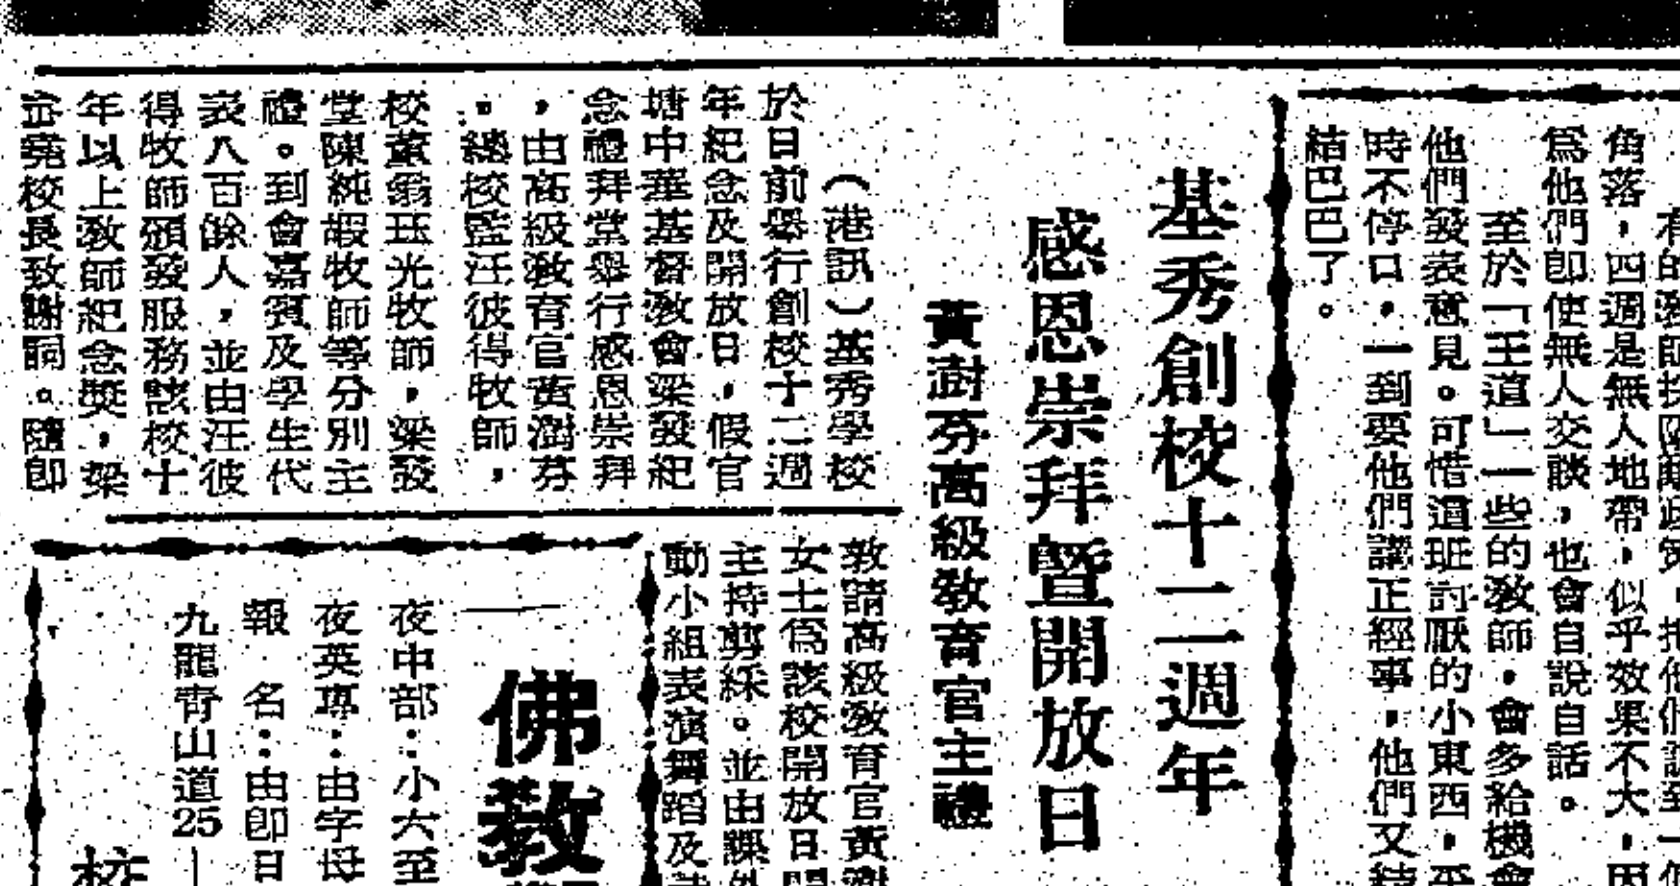 角落，四週是無人地帶，似乎效果不大，因
為他們卽使無人交談，也會自說自話。
至於「王道」一些的教師，會多給機會
他們發表意見。可惜這班討厭的小東西，平
時不停口，一到要他們講正經事，他們又結
結巴巴了。
基秀創校十二週年
感恩崇拜暨開放日
黃澍芬高級教育官主禮
（港訊）基秀學校
於日前舉行創校十二週
年紀念及開放日，假官
塘中華基督教會梁發紀
念禮拜堂舉行感恩崇拜
，由高級教育官黃澍芬
。總校監汪彼得牧師，
校董翁珏光牧師，梁發
堂陳純嘏牧師等分別主
禮。到會嘉賓及學生代
表八百餘人，並由汪彼
得牧師頒發服務該校十
年以上教師紀念獎，梁
校長致謝詞。隨卽
敎請高級教育官黃澍
女士為該校開放日
主持剪綵。並由課外
動小組表演舞蹈及
佛教
夜中部：小六至
夜英專：由字母
報 名：由卽日
九龍靑山道25
校